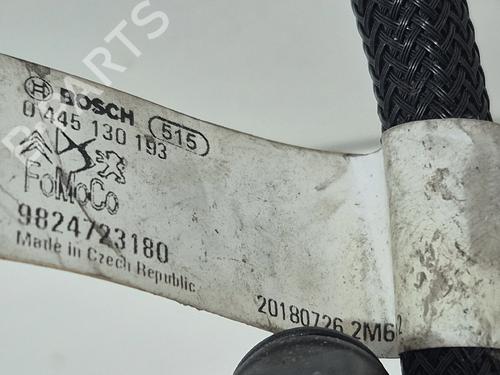 BOSCH
0 445 130 193
515
FoMoCo
9824723180
Made in Czech Republic
20180726 2M6